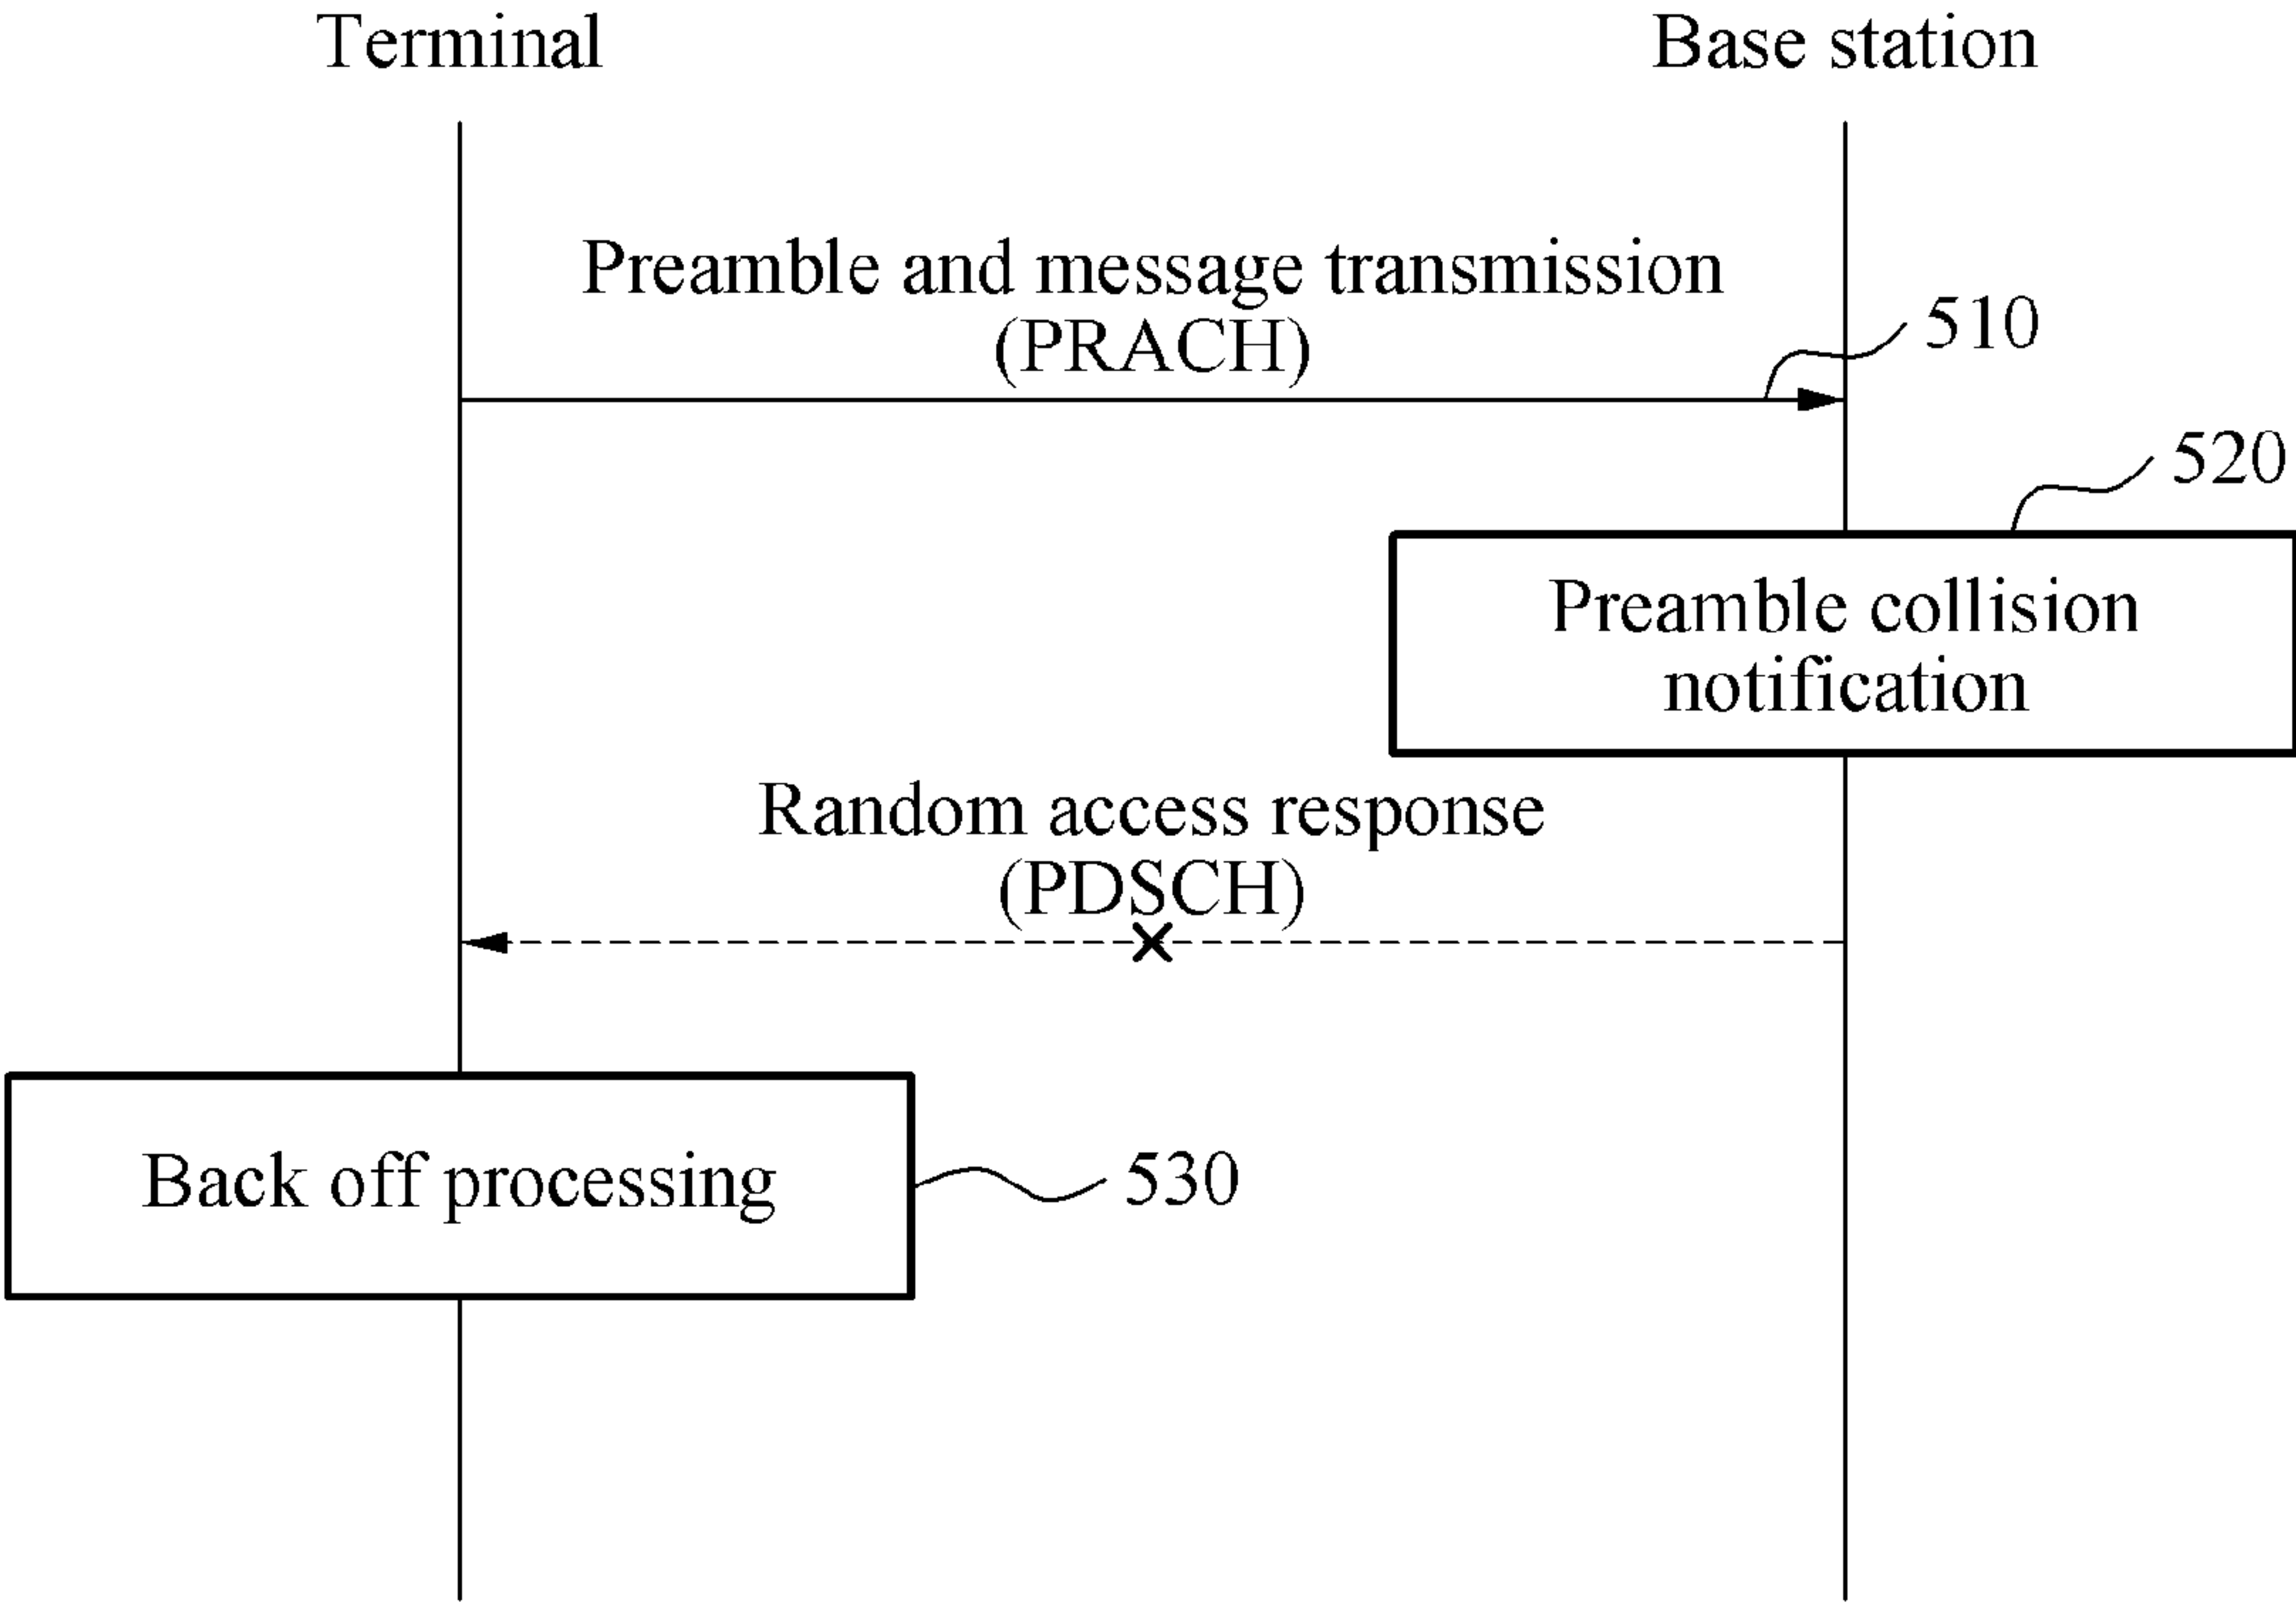 Terminal
Base station
Preamble and message transmission
(PRACH)
510
520
Preamble collision
notification
Random access response
(PDSCH)
Back off processing
530